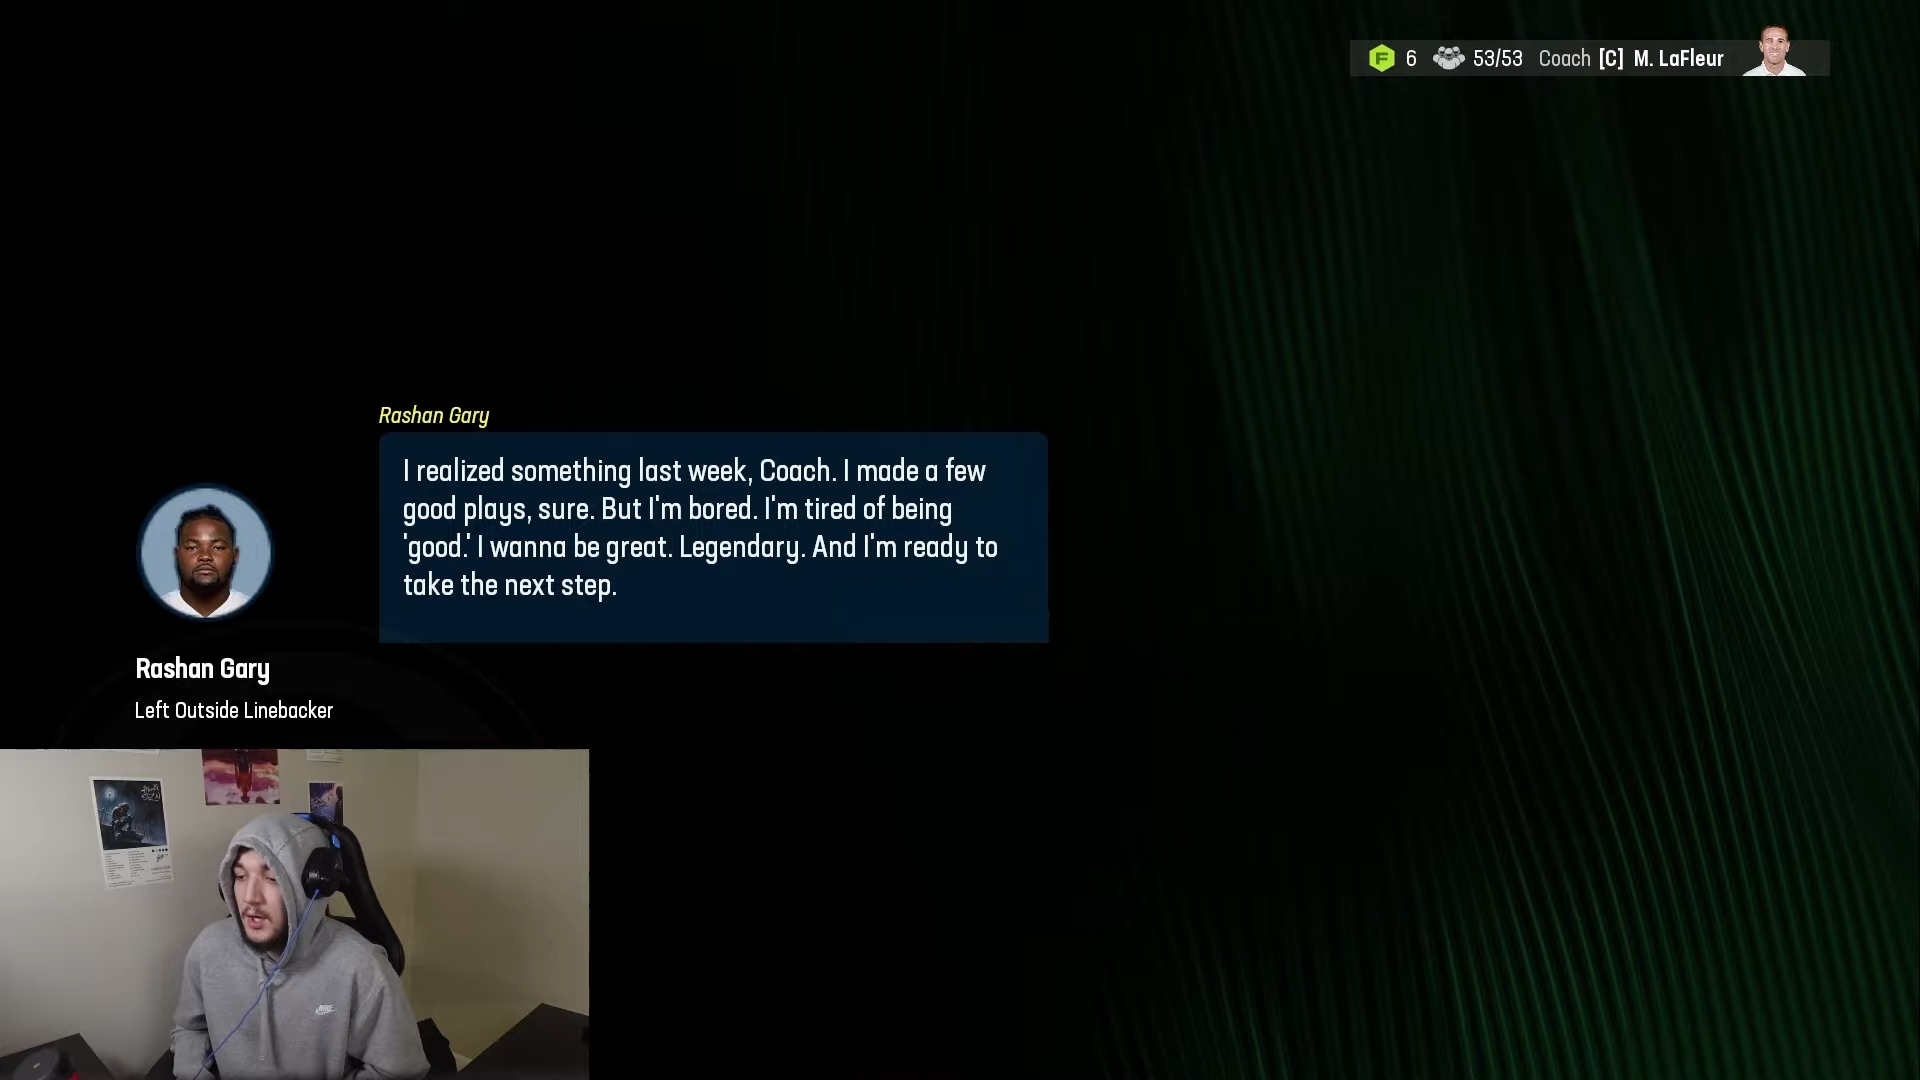 F 6 53/53 Coach [C] M. LaFleur
Rashan Gary
I realized something last week, Coach. I made a few
good plays, sure. But I'm bored. I'm tired of being
'good.' I wanna be great. Legendary. And I'm ready to
take the next step.
Rashan Gary
Left Outside Linebacker